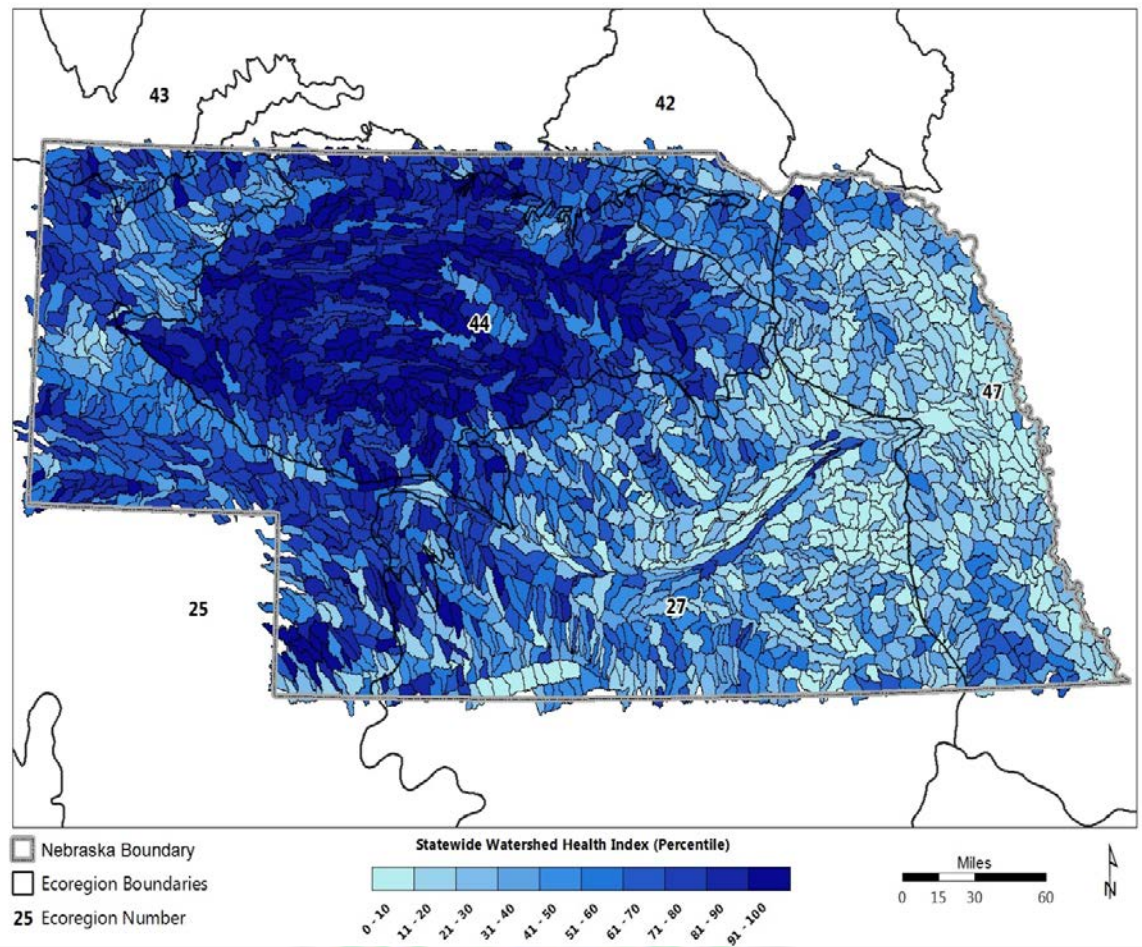 43
42
44
47
25
27
Nebraska Boundary
Ecoregion Boundaries
25 Ecoregion Number
Statewide Watershed Health Index (Percentile)
0 - 10
11 - 20
21 - 30
31 - 40
41 - 50
51 - 60
61 - 70
71 - 80
81 - 90
91 - 100
Miles
0 15 30 60
N